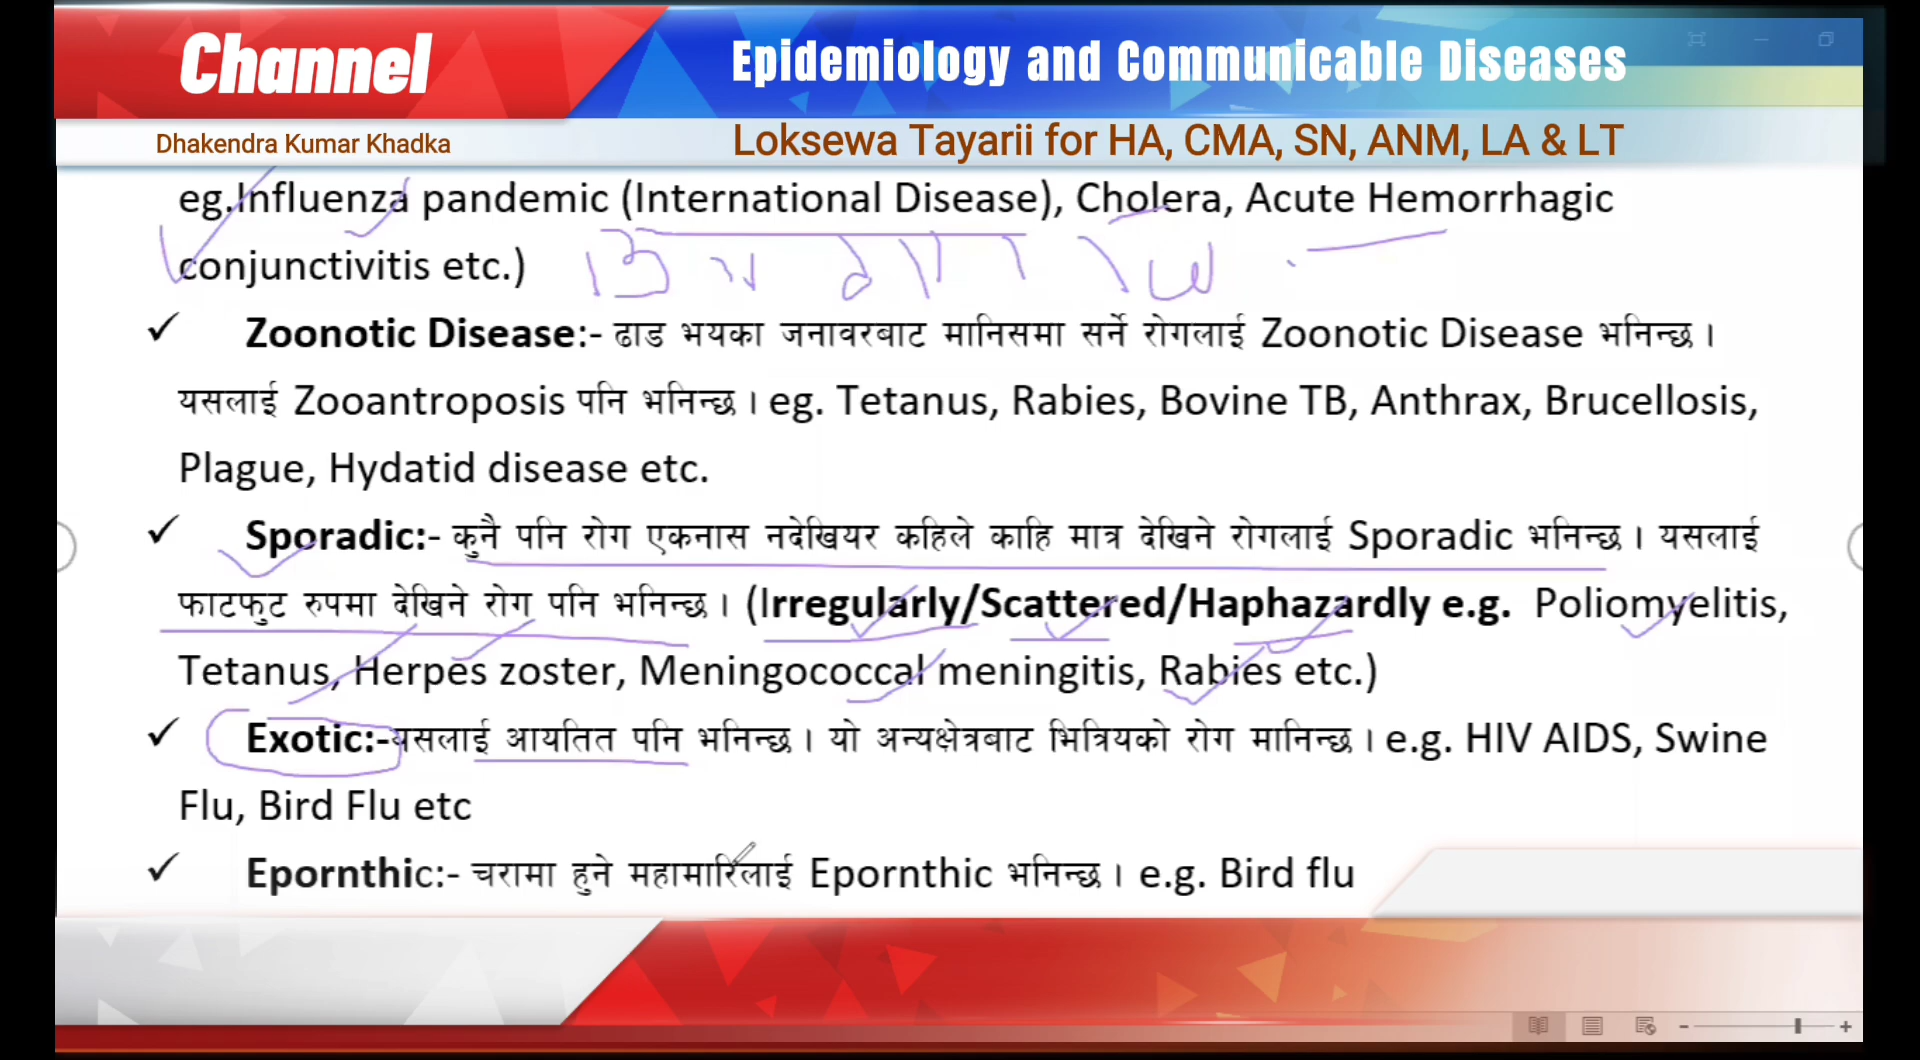 Channel
Epidemiology and Communicable Diseases
Dhakendra Kumar Khadka
Loksewa Tayarii for HA, CMA, SN, ANM, LA & LT
eg.Influenza pandemic (International Disease), Cholera, Acute Hemorrhagic
conjunctivitis etc.)
✓ Zoonotic Disease:- ढाड भयका जनावरबाट मानिसमा सर्ने रोगलाई Zoonotic Disease भनिन्छ ।
यसलाई Zooantroposis पनि भनिन्छ । eg. Tetanus, Rabies, Bovine TB, Anthrax, Brucellosis,
Plague, Hydatid disease etc.
✓ Sporadic:- कुनै पनि रोग एकनास नदेखियर कहिले काहि मात्र देखिने रोगलाई Sporadic भनिन्छ । यसलाई
फाटफुट रुपमा देखिने रोग पनि भनिन्छ । (Irregularly/Scattered/Haphazardly e.g. Poliomyelitis,
Tetanus, Herpes zoster, Meningococcal meningitis, Rabies etc.)
✓ Exotic:-यसलाई आयतित पनि भनिन्छ । यो अन्यक्षेत्रबाट भित्रियको रोग मानिन्छ । e.g. HIV AIDS, Swine
Flu, Bird Flu etc
✓ Epornthic:- चरामा हुने महामारिलाई Epornthic भनिन्छ । e.g. Bird flu